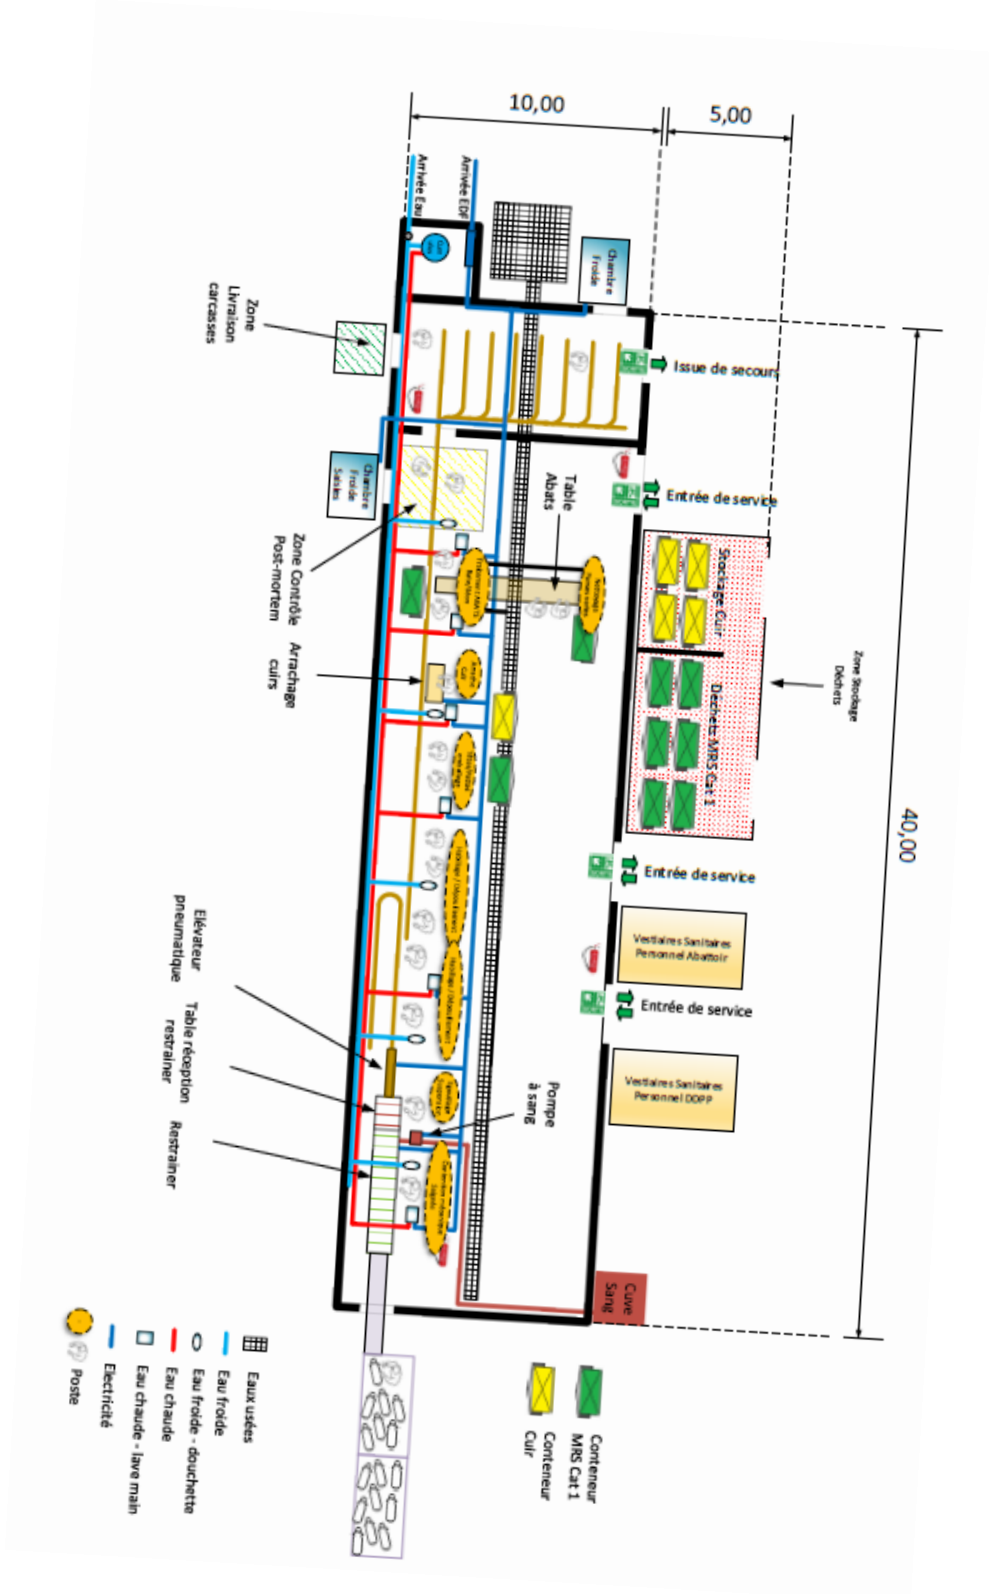 10,00
5,00
Arrivée Eau
Arrivée EDF
Chambre
Froide
Zone
Livraison
carcasses
Issue de secours
Chambre
Froide
Saisies
Table
Abats
Entrée de service
Zone Contrôle
Post-mortem
Arrachage
cuirs
Stockage Cuir
Déchets MRS Cat 1
Zone Stockage
Déchets
40,00
Entrée de service
Vestiaires Sanitaires
Personnel Abattoir
Entrée de service
Vestiaires Sanitaires
Personnel DDPP
Elévateur
pneumatique
Table réception
restrainer
Restrainer
Pompe
à sang
Cuve
Sang
Eaux usées
Eau froide
Eau froide - douchette
Eau chaude
Eau chaude - lave main
Electricité
Poste
Conteneur
MRS Cat 1
Conteneur
Cuir